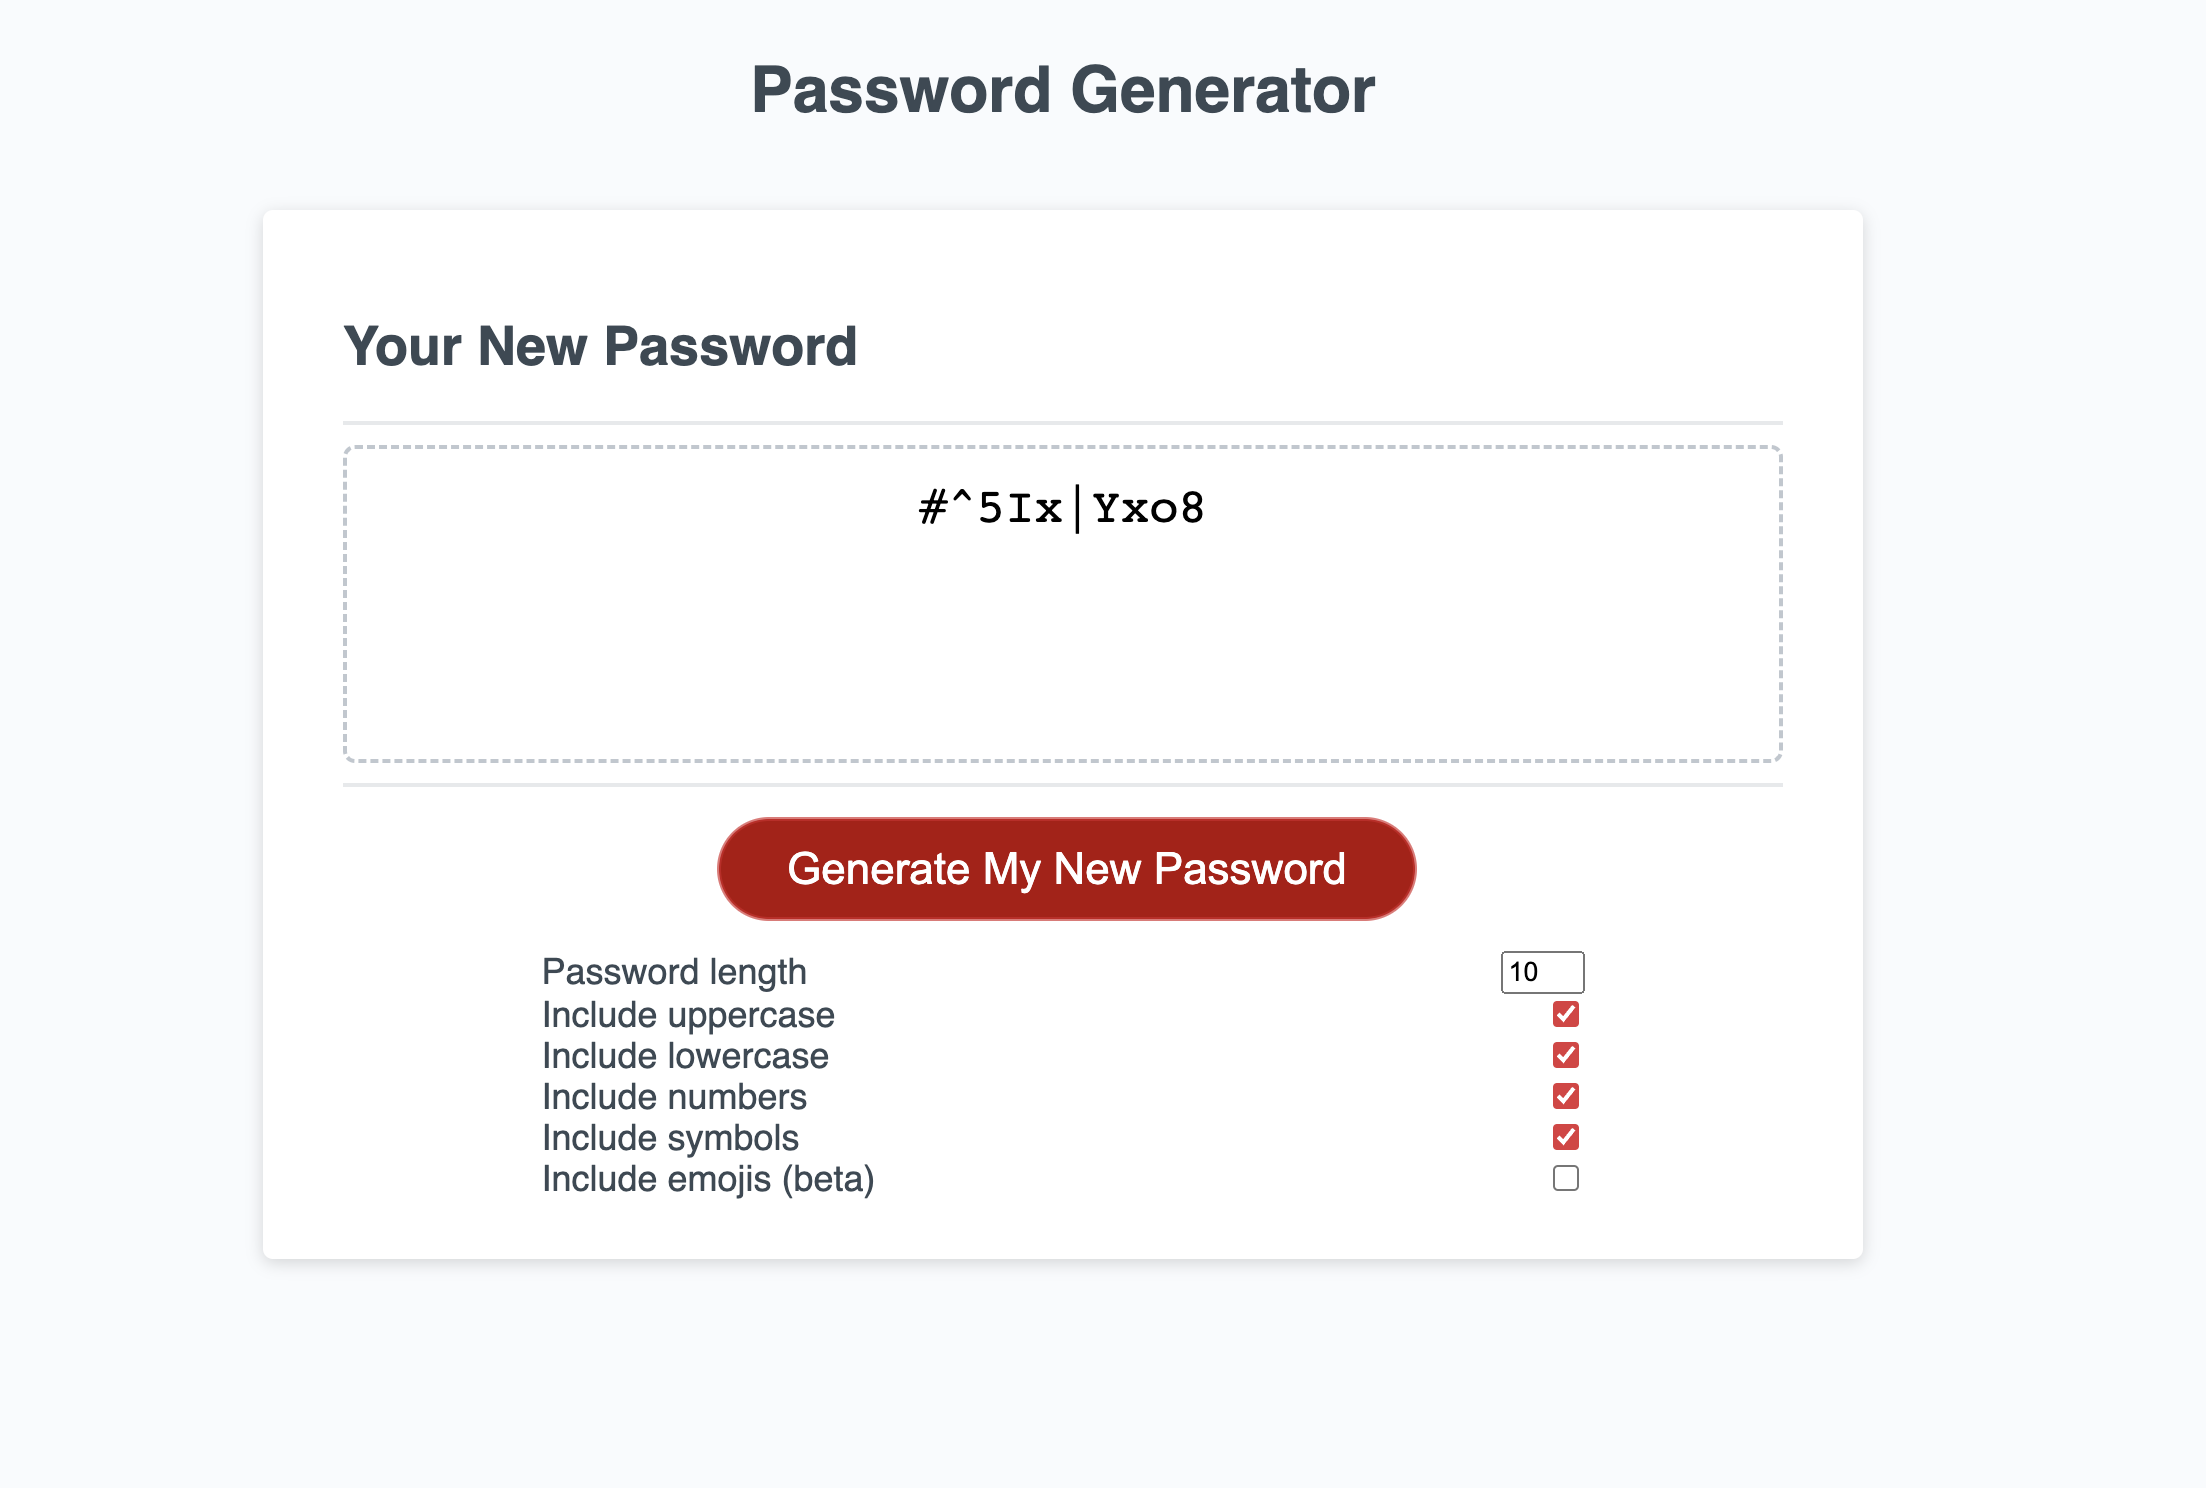 Password Generator
Your New Password
#^5Ix|Yxo8
Generate My New Password
Password length 10
Include uppercase
Include lowercase
Include numbers
Include symbols
Include emojis (beta)